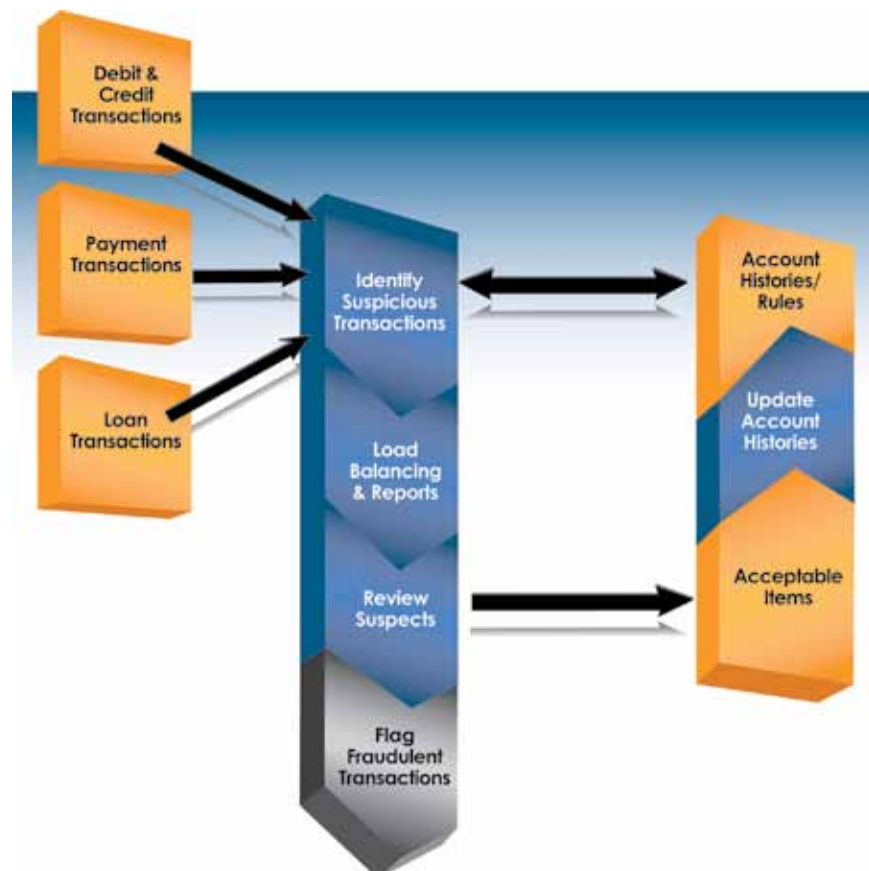 Debit &
Credit
Transactions
Payment
Transactions
Loan
Transactions
Identify
Suspicious
Transactions
Load
Balancing
& Reports
Review
Suspects
Flag
Fraudulent
Transactions
Account
Histories/
Rules
Update
Account
Histories
Acceptable
Items